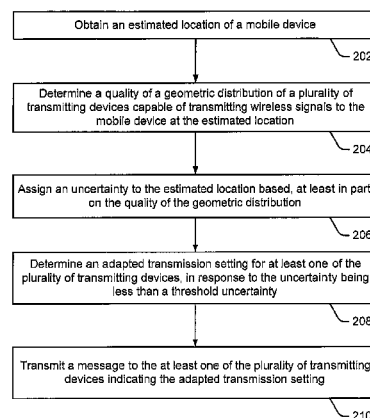 Obtain an estimated location of a mobile device
202
Determine a quality of a geometric distribution of a plurality of
transmitting devices capable of transmitting wireless signals to the
mobile device at the estimated location
204
Assign an uncertainty to the estimated location based, at least in part
on the quality of the geometric distribution
206
Determine an adapted transmission setting for at least one of the
plurality of transmitting devices, in response to the uncertainty being
less than a threshold uncertainty
208
Transmit a message to the at least one of the plurality of transmitting
devices indicating the adapted transmission setting
210